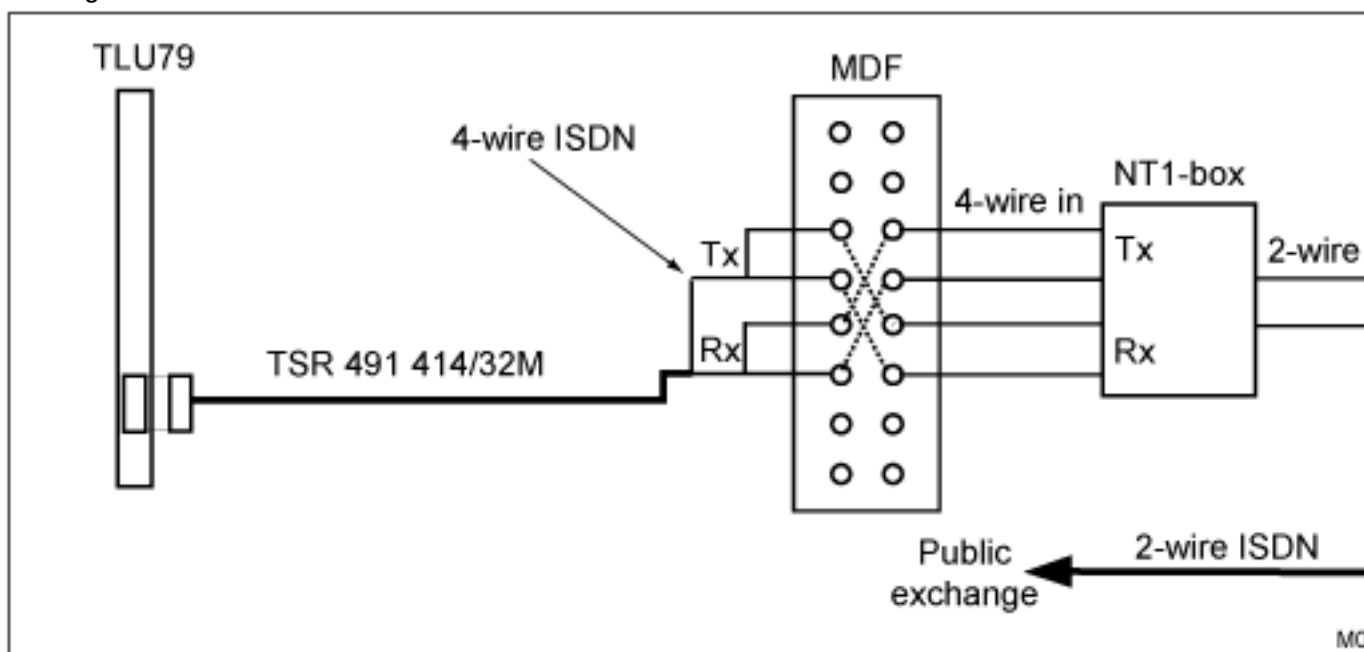 TLU79
MDF
4-wire ISDN
NT1-box
4-wire in
Tx
Tx
2-wire
Rx
Rx
TSR 491 414/32M
Public
exchange
2-wire ISDN